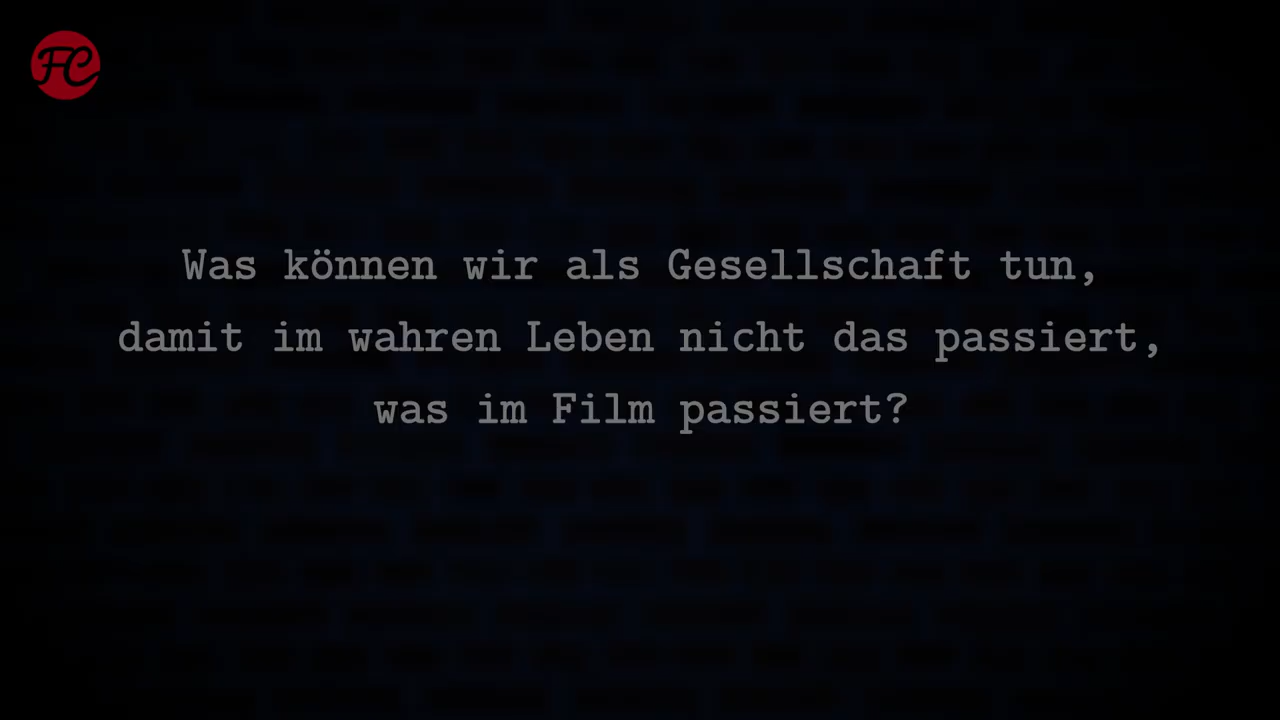 FC
Was können wir als Gesellschaft tun,
damit im wahren Leben nicht das passiert,
was im Film passiert?